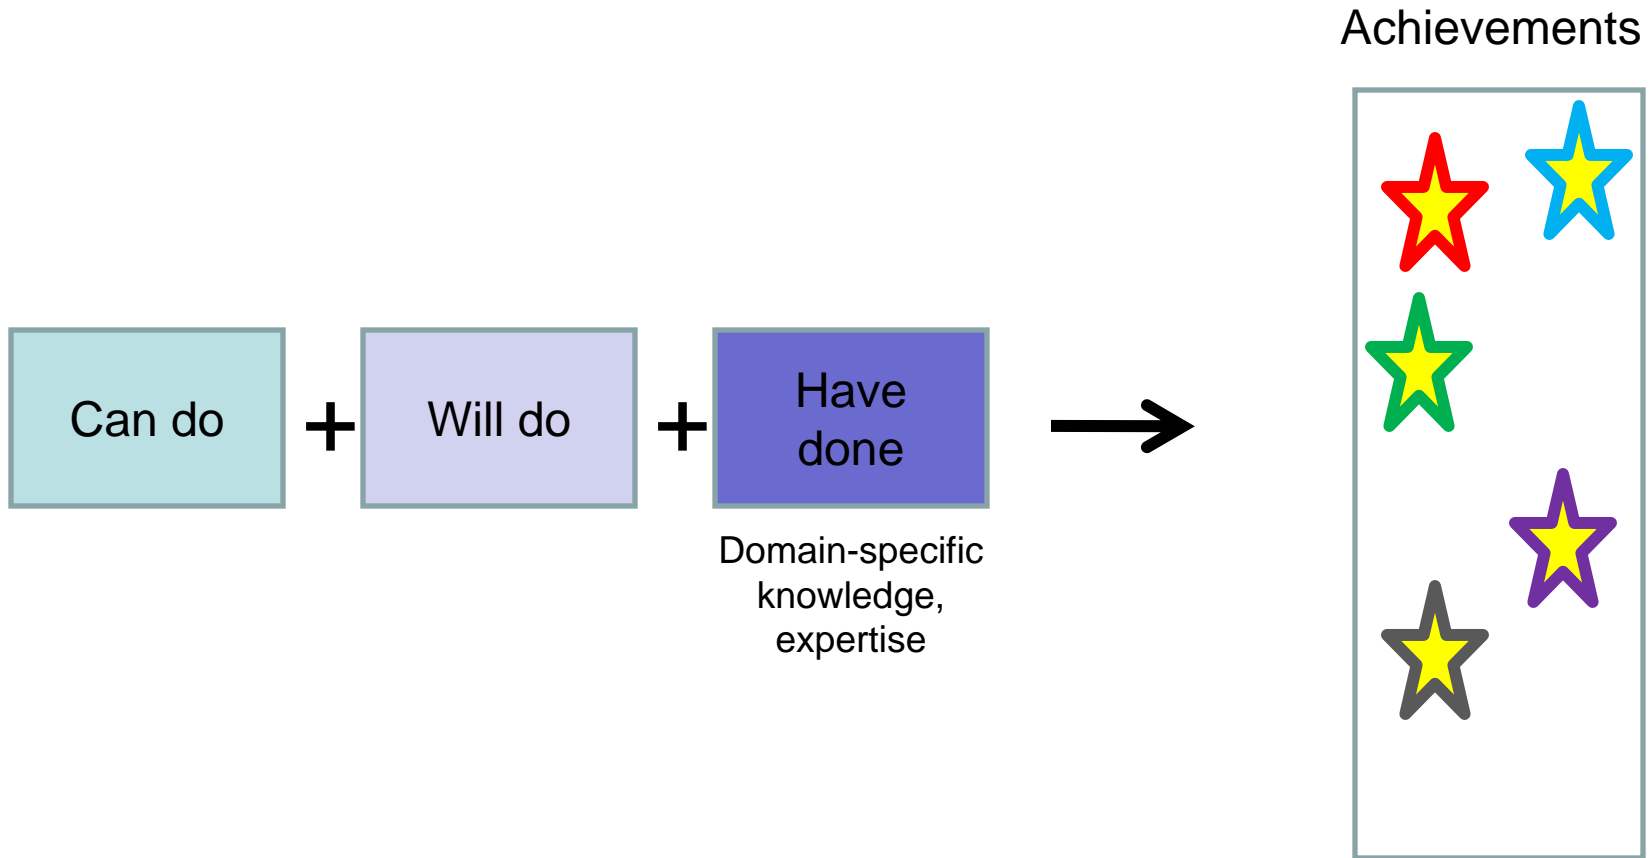 Achievements
Can do
+
Will do
+
Have
done
Domain-specific
knowledge,
expertise